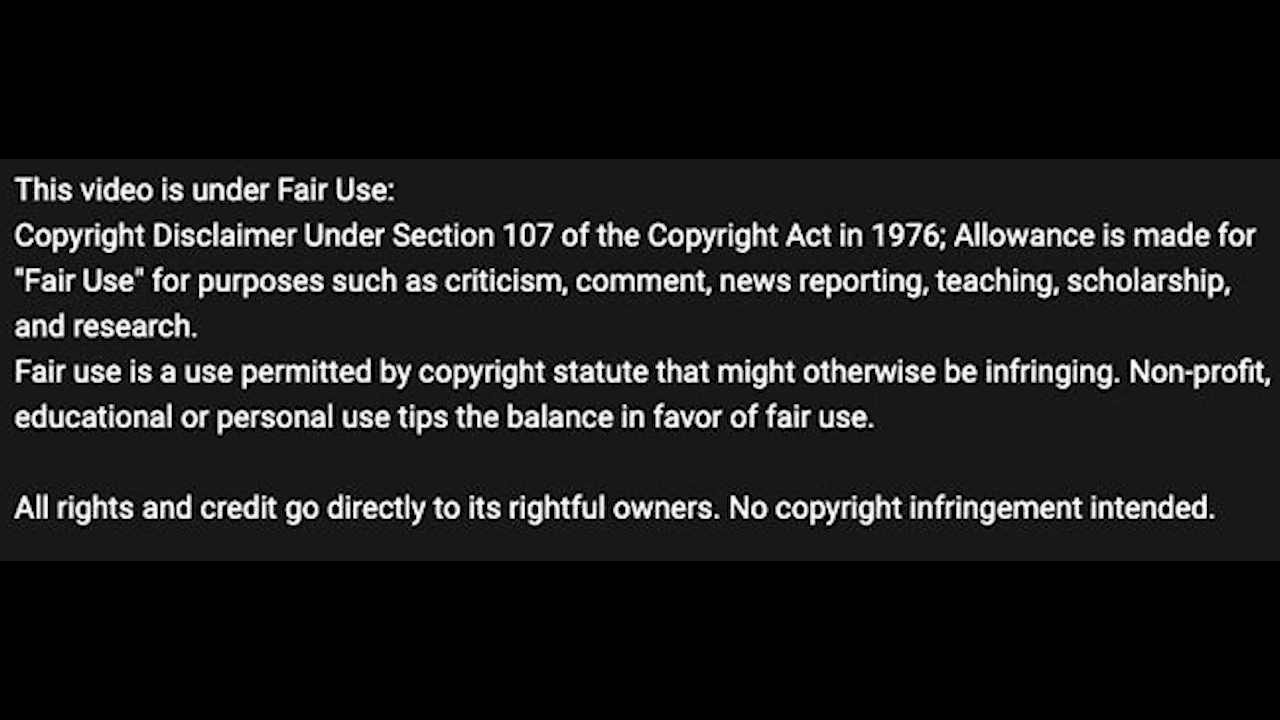 This video is under Fair Use:
Copyright Disclaimer Under Section 107 of the Copyright Act in 1976; Allowance is made for
"Fair Use" for purposes such as criticism, comment, news reporting, teaching, scholarship,
and research.
Fair use is a use permitted by copyright statute that might otherwise be infringing. Non-profit,
educational or personal use tips the balance in favor of fair use.
All rights and credit go directly to its rightful owners. No copyright infringement intended.